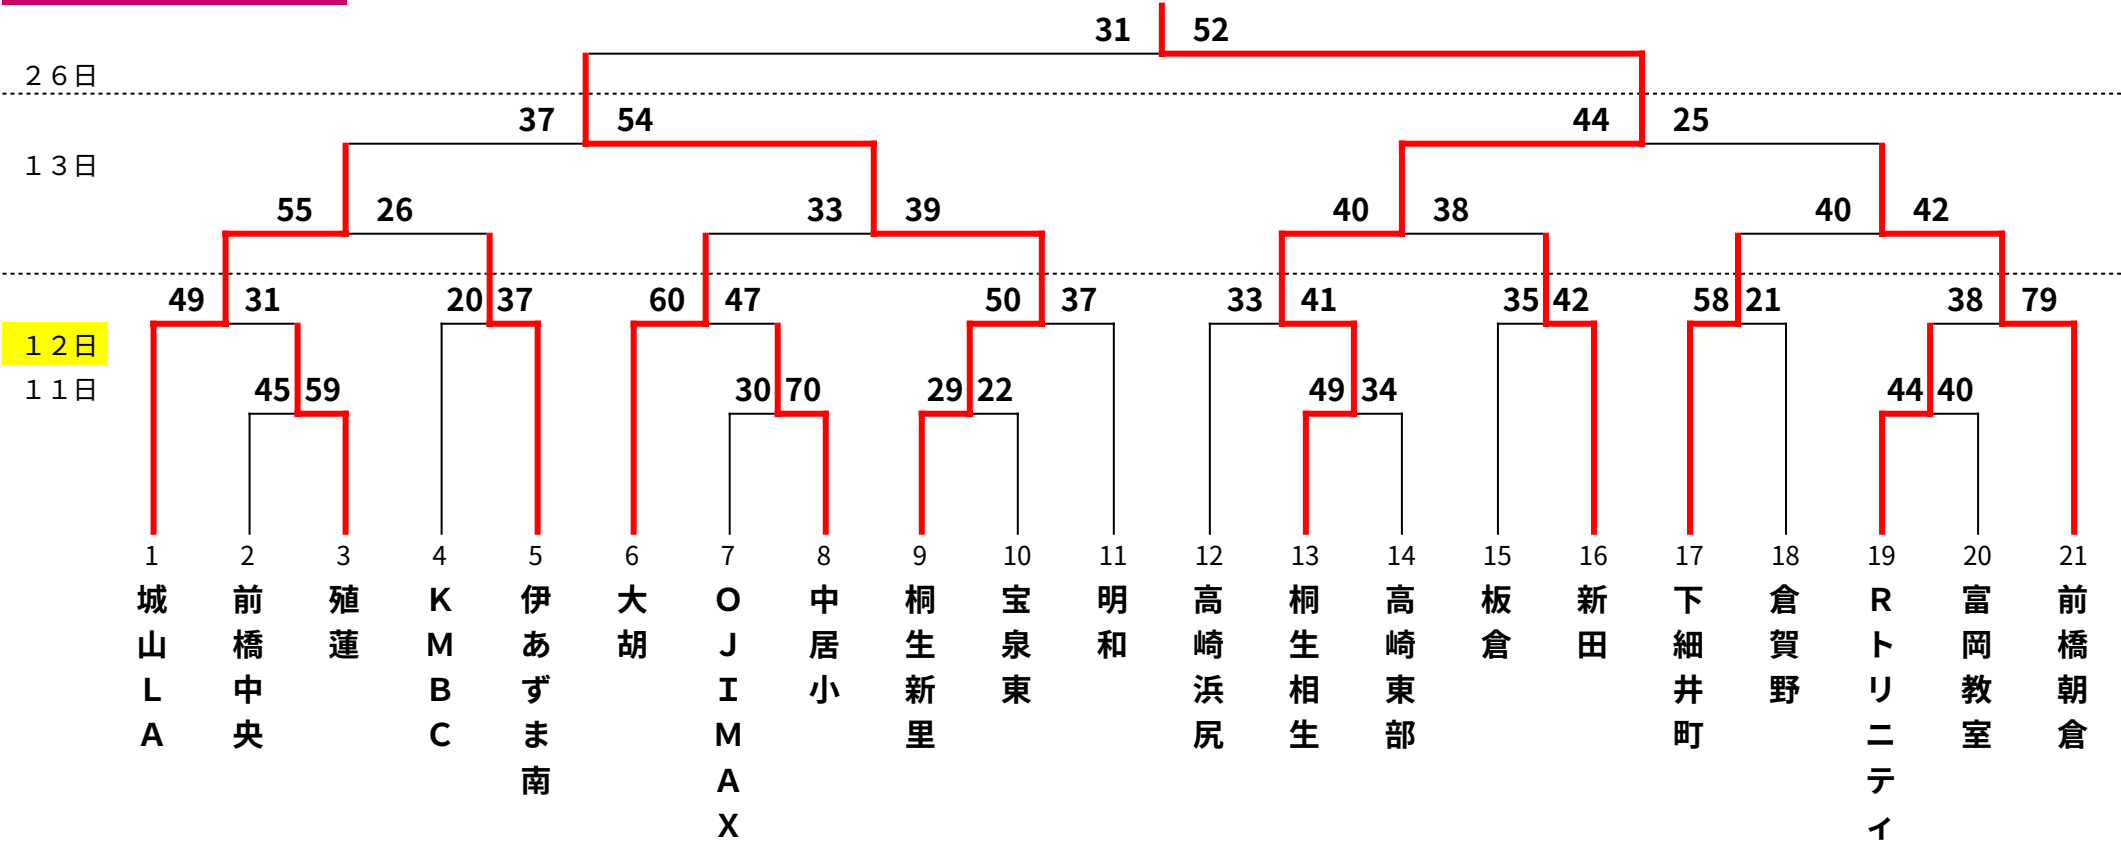 31 52
２６日
37 54 44 25
１３日
55 26 33 39 40 38 40 42
49 31 20 37 60 47 50 37 33 41 35 42 58 21 38 79
１２日
45 59 30 70 29 22 49 34 44 40
１１日
1 2 3 4 5 6 7 8 9 10 11 12 13 14 15 16 17 18 19 20 21
城山ＬＡ
前橋中央
殖蓮
ＫＭＢＣ
伊あずま南
大胡
ＯＪＩＭＡＸ
中居小
桐生新里
宝泉東
明和
高崎浜尻
桐生相生
高崎東部
板倉
新田
下細井町
倉賀野
Ｒトリニティ
富岡教室
前橋朝倉